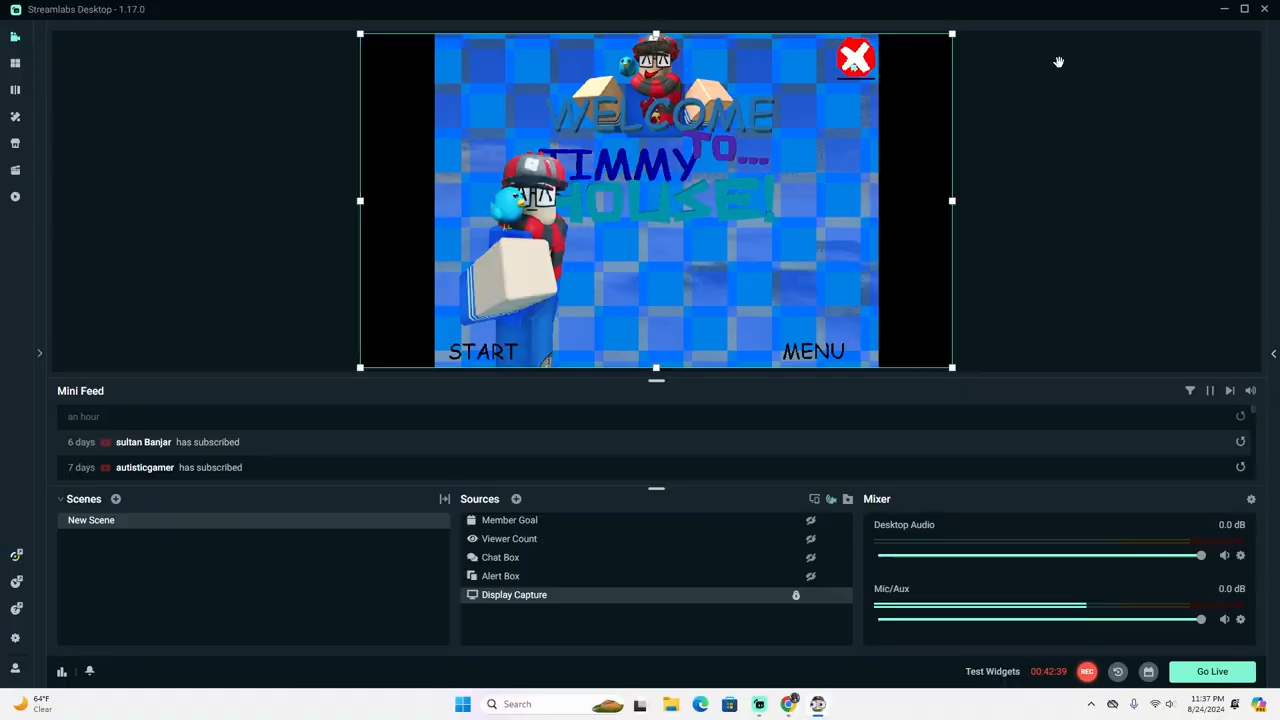 Streamlabs Desktop - 1.17.0
WELCOME
TO...
JIMMY
HOUSE!
START
MENU
Mini Feed
an hour
6 days sultan Banjar has subscribed
7 days autisticgamer has subscribed
Scenes
Sources
Mixer
New Scene
Member Goal
Viewer Count
Chat Box
Alert Box
Display Capture
Desktop Audio 0.0 dB
Mic/Aux 0.0 dB
Test Widgets 00:42:39 REC Go Live
64°F
Clear
Search
11:37 PM
8/24/2024